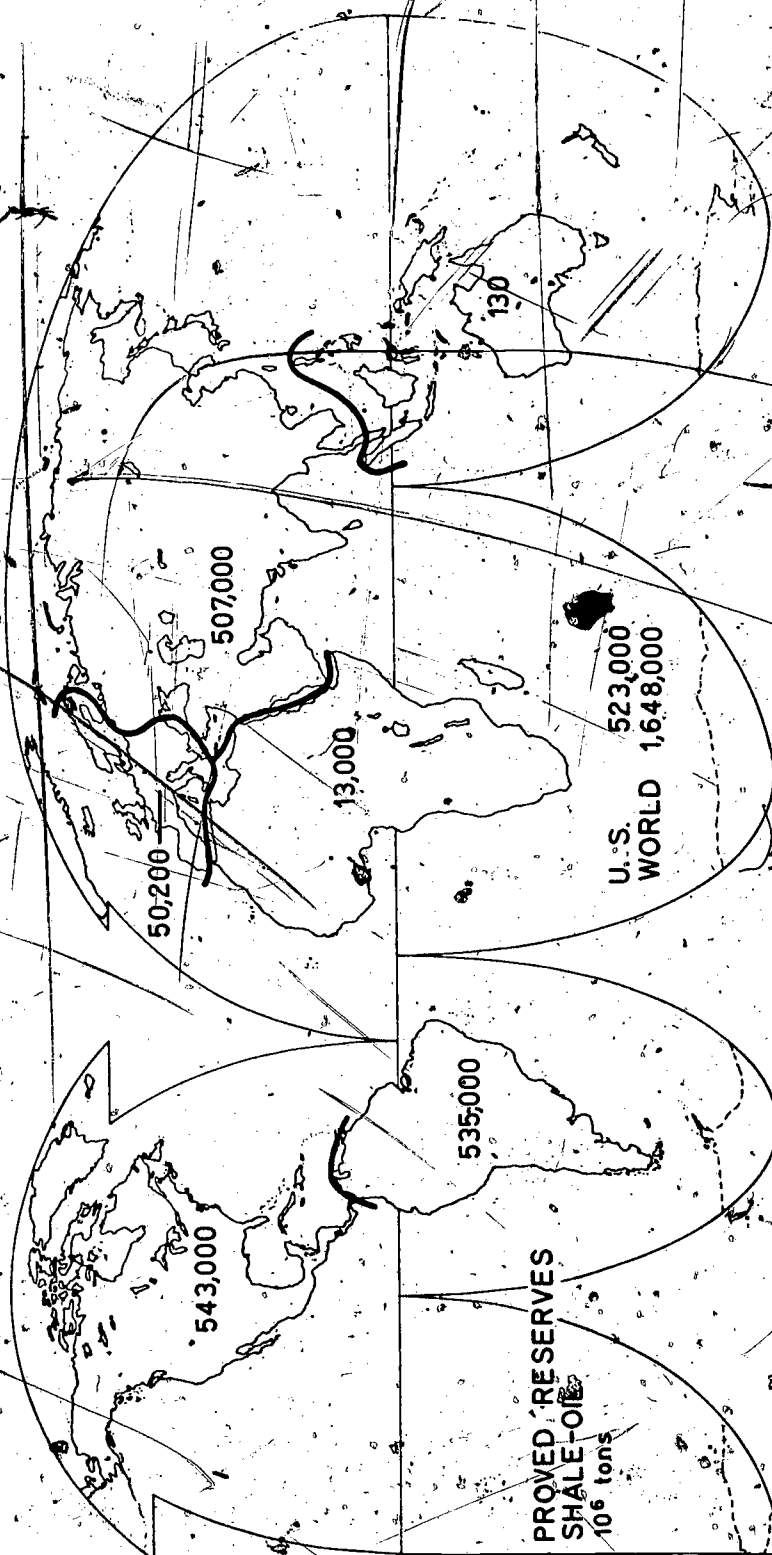 543,000
50,200
507,000
13,000
130
535,000
PROVED RESERVES
SHALE-OIL
10⁶ tons
U.S. 523,000
WORLD 1,648,000